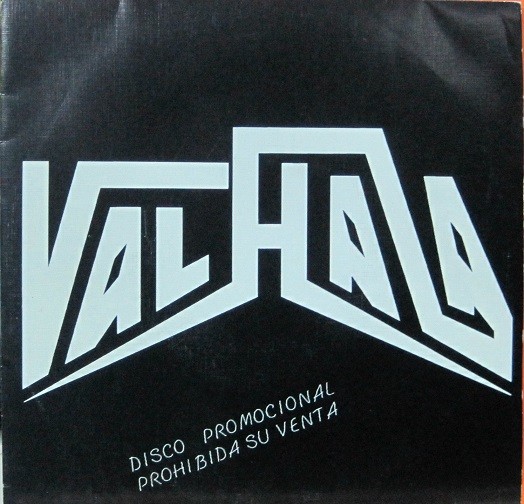 VALHALA
DISCO PROMOCIONAL
PROHIBIDA SU VENTA